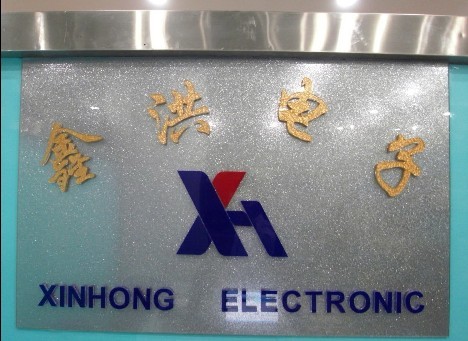 鑫洪电子
XH
XINHONG ELECTRONIC